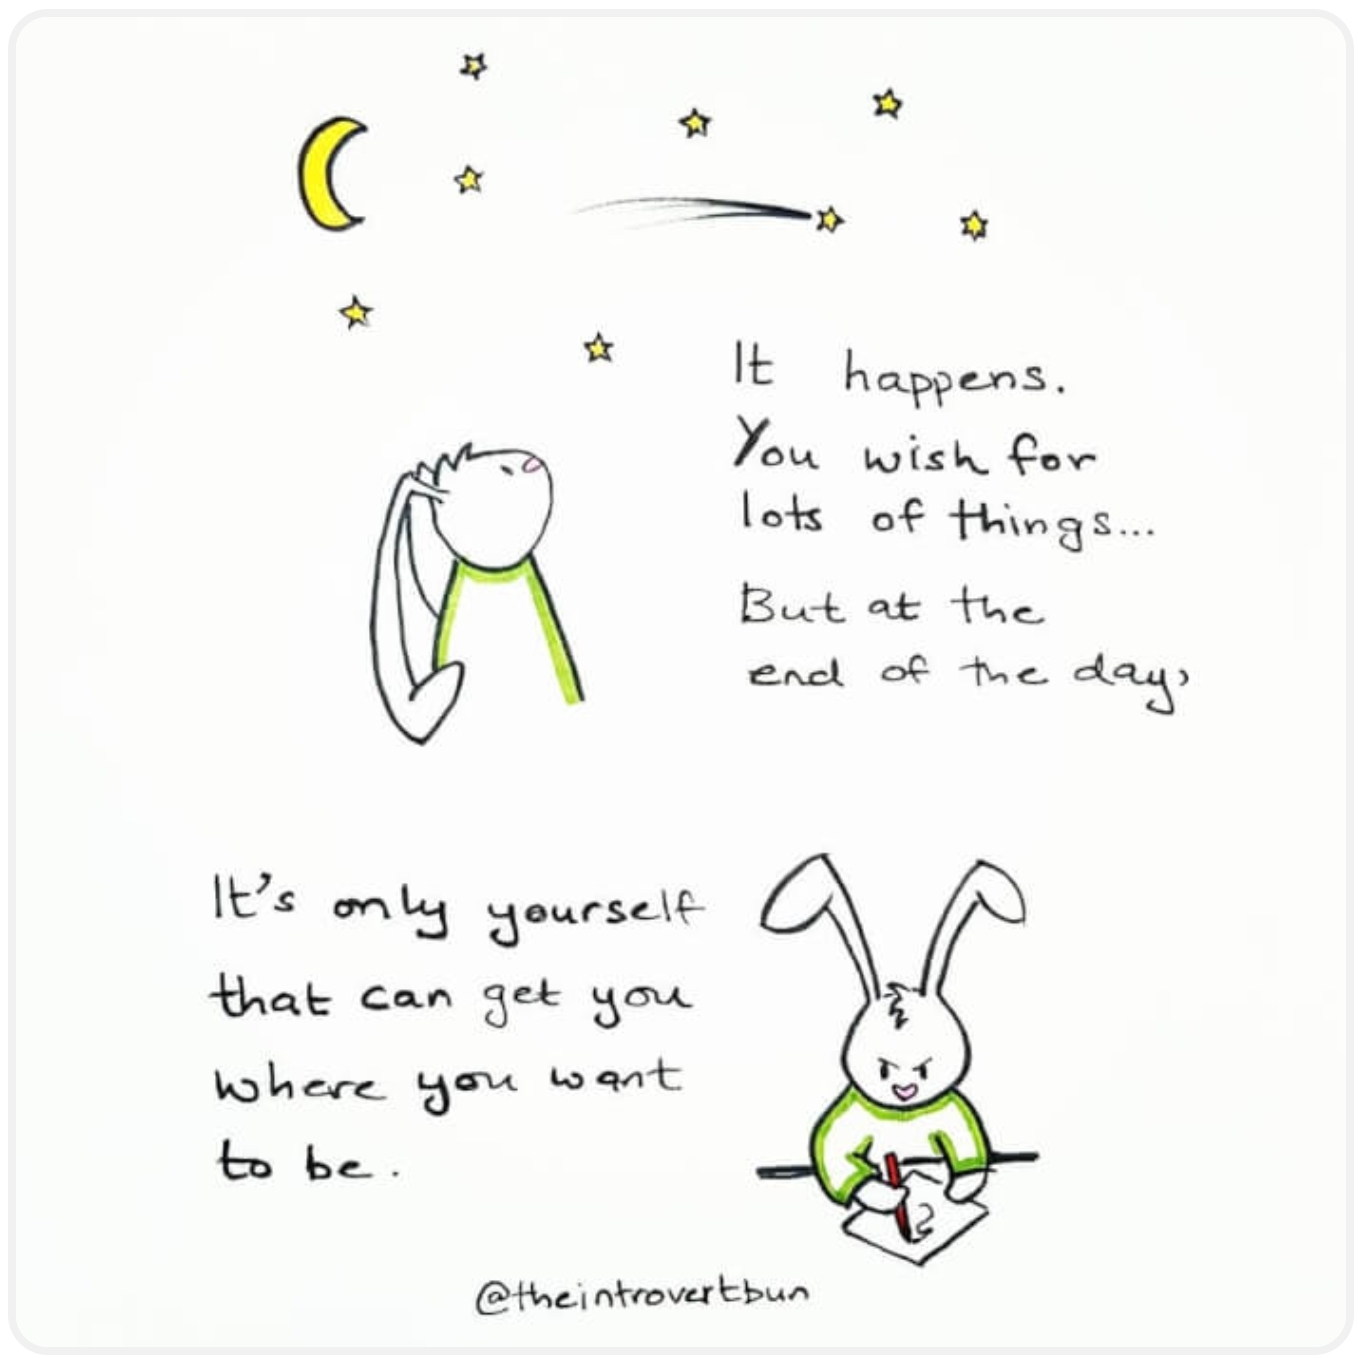 It happens.
You wish for
lots of things...
But at the
end of the day,
It's only yourself
that can get you
where you want
to be.
@theintrovertbun